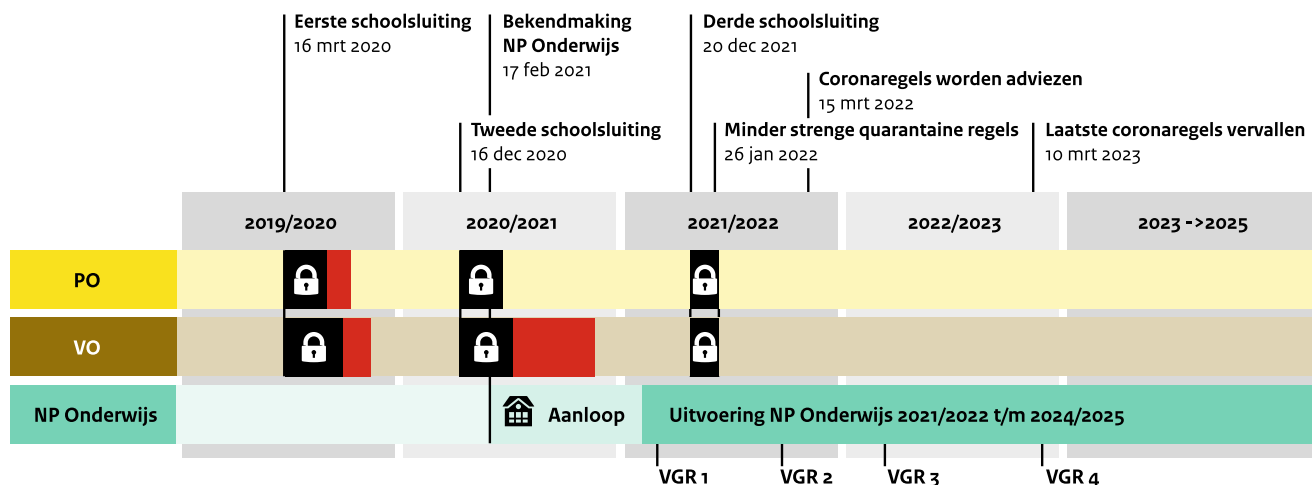 Eerste schoolsluiting
16 mrt 2020
Bekendmaking
NP Onderwijs
17 feb 2021
Derde schoolsluiting
20 dec 2021
Coronaregels worden adviezen
15 mrt 2022
Tweede schoolsluiting
16 dec 2020
Minder strenge quarantaine regels
26 jan 2022
Laatste coronaregels vervallen
10 mrt 2023
2019/2020
2020/2021
2021/2022
2022/2023
2023 ->2025
PO
VO
NP Onderwijs
Aanloop
Uitvoering NP Onderwijs 2021/2022 t/m 2024/2025
VGR 1
VGR 2
VGR 3
VGR 4